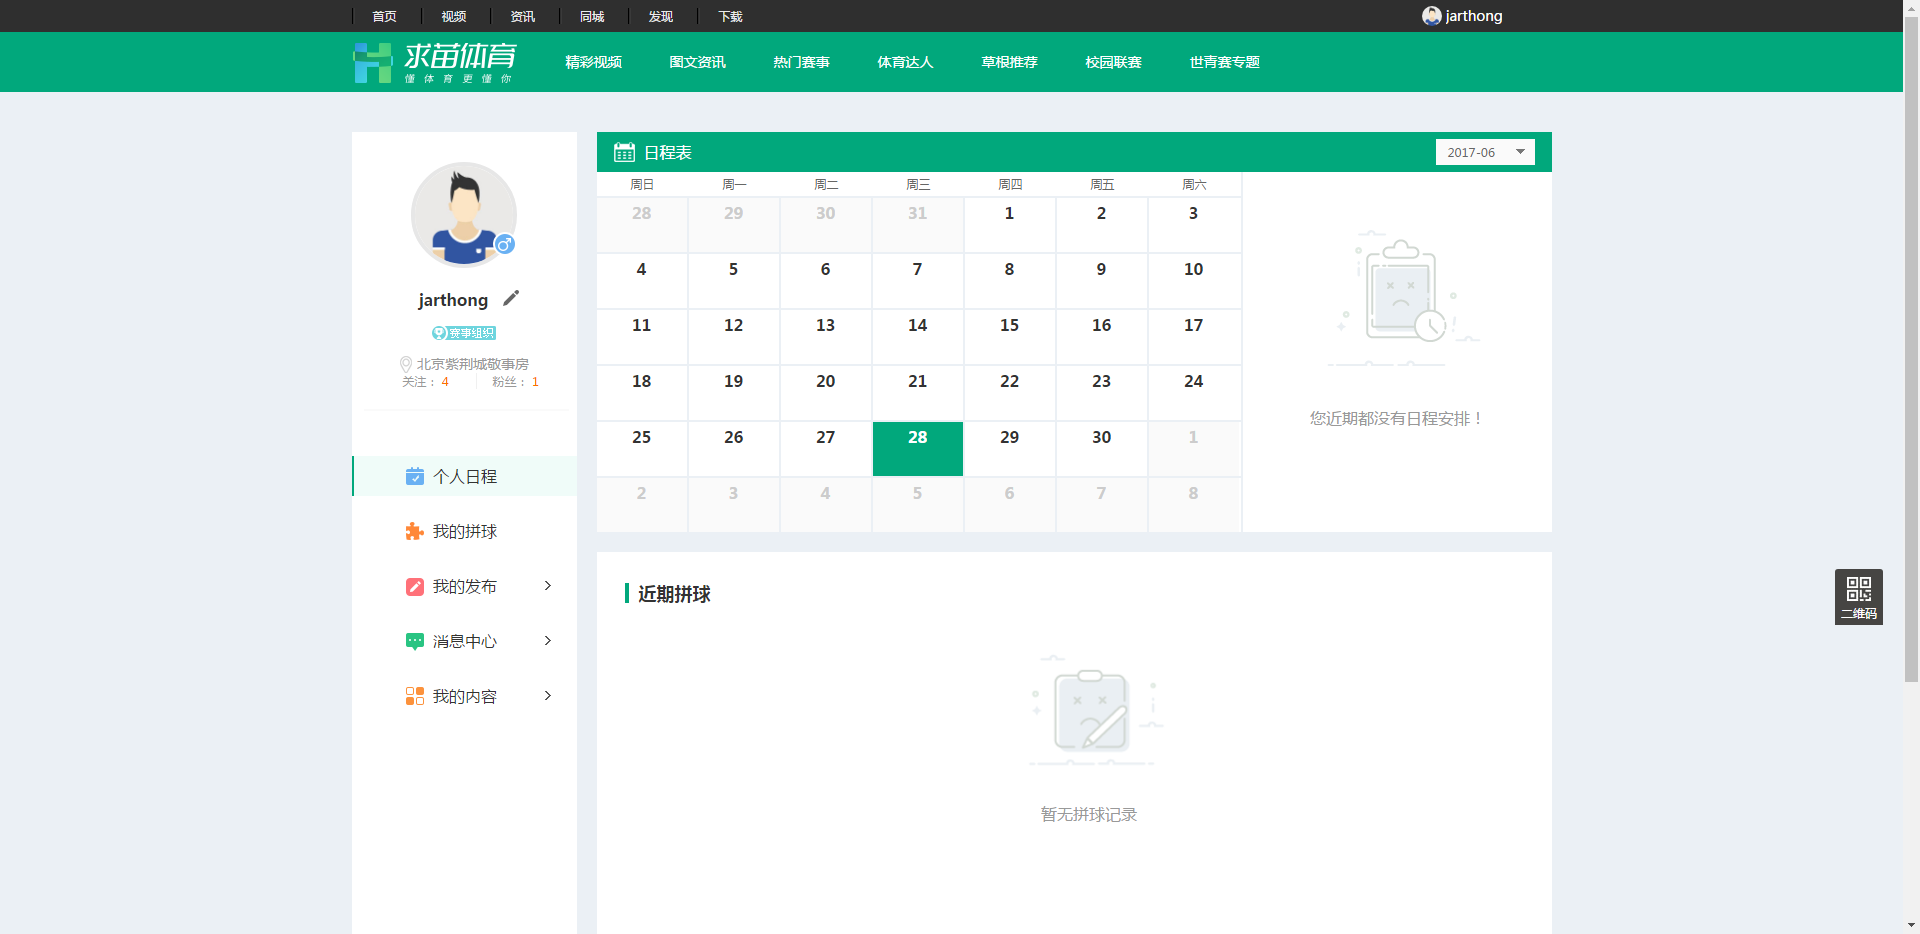 首页 视频 资讯 同城 发现 下载 jarthong
求苗体育
懂体育更懂你
精彩视频 图文资讯 热门赛事 体育达人 草根推荐 校园联赛 世青赛专题
jarthong
赛事组织
北京紫荆城敬事房
关注： 4 粉丝： 1
个人日程
我的拼球
我的发布
消息中心
我的内容
日程表 2017-06
周日 周一 周二 周三 周四 周五 周六
28 29 30 31 1 2 3
4 5 6 7 8 9 10
11 12 13 14 15 16 17
18 19 20 21 22 23 24
25 26 27 28 29 30 1
2 3 4 5 6 7 8
您近期都没有日程安排！
近期拼球
暂无拼球记录
二维码